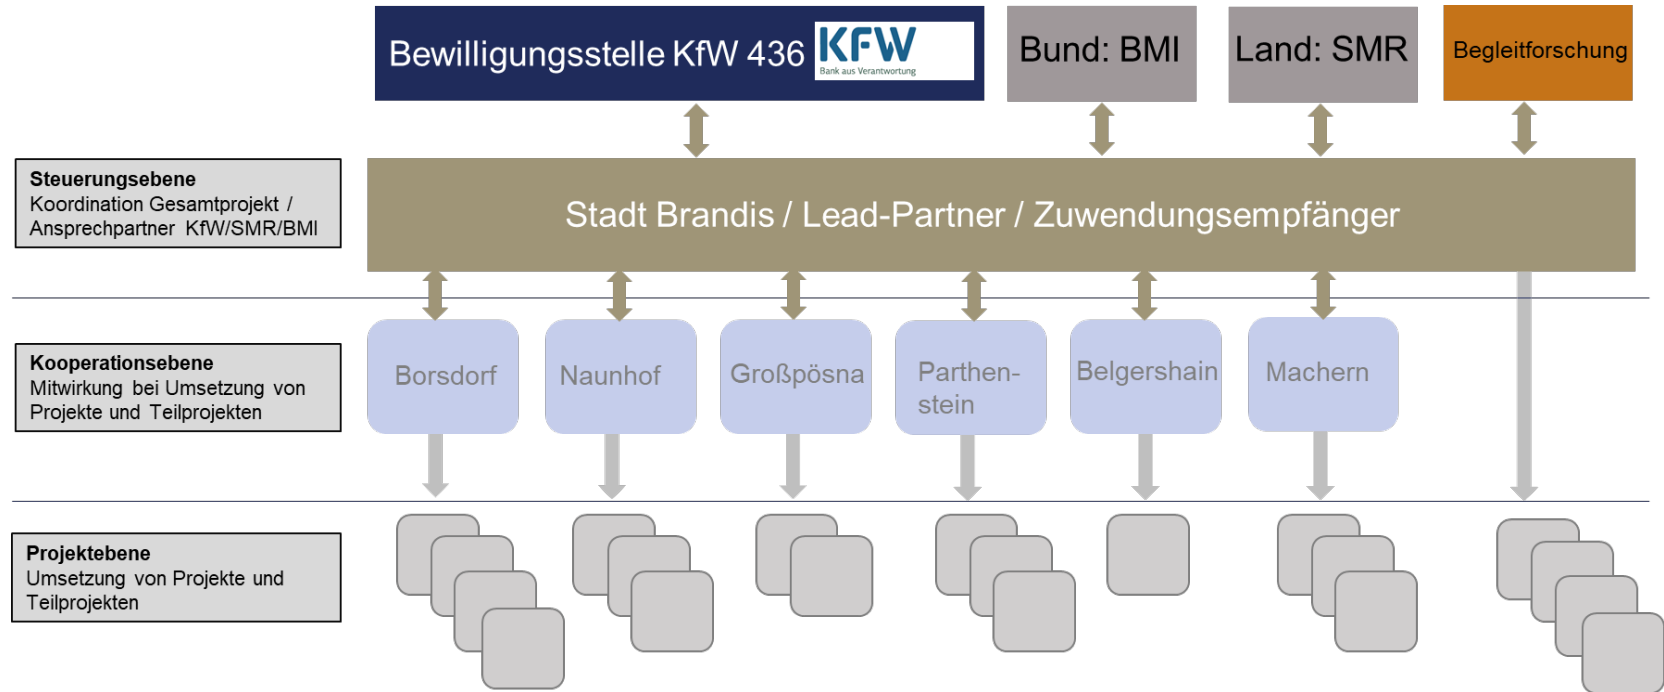 Bewilligungsstelle KfW 436
KFW
Bank aus Verantwortung
Bund: BMI
Land: SMR
Begleitforschung
Steuerungsebene
Koordination Gesamtprojekt /
Ansprechpartner KfW/SMR/BMI
Stadt Brandis / Lead-Partner / Zuwendungsempfänger
Kooperationsebene
Mitwirkung bei Umsetzung von
Projekte und Teilprojekten
Borsdorf
Naunhof
Großpösna
Parthen-
stein
Belgershain
Machern
Projektebene
Umsetzung von Projekte und
Teilprojekten